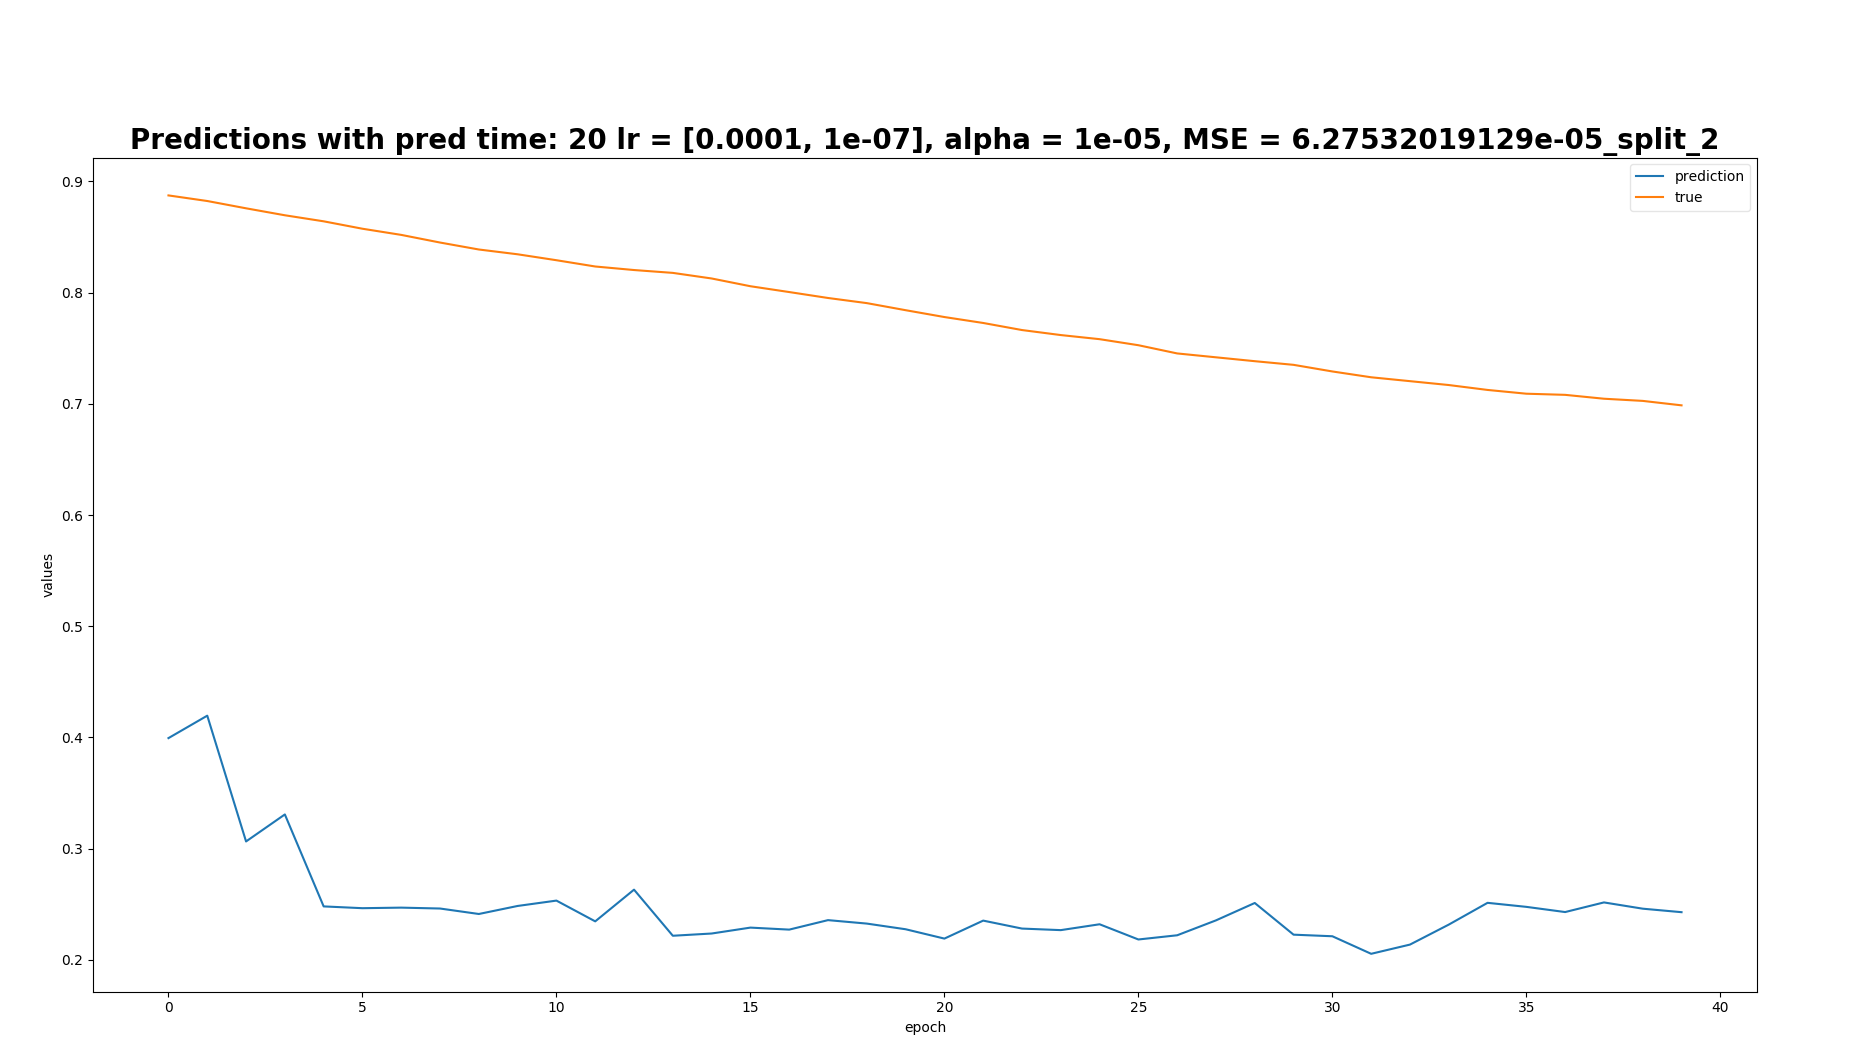 Predictions with pred time: 20 lr = [0.0001, 1e-07], alpha = 1e-05, MSE = 6.27532019129e-05_split_2
prediction
true
0.9
0.8
0.7
0.6
0.5
0.4
0.3
0.2
values
0 5 10 15 20 25 30 35 40
epoch